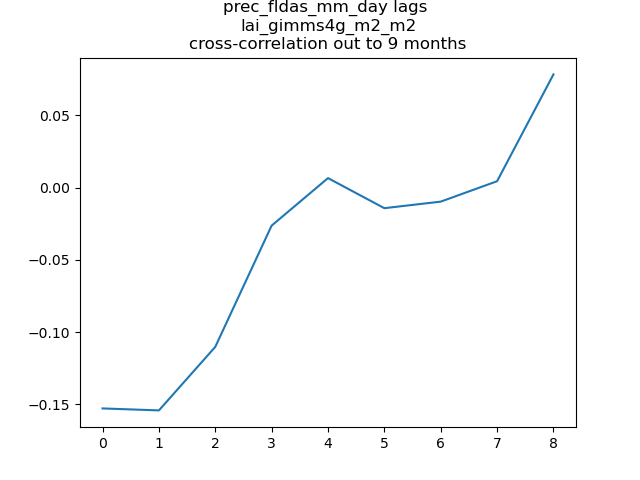 prec_fldas_mm_day lags
lai_gimms4g_m2_m2
cross-correlation out to 9 months
0.05
0.00
−0.05
−0.10
−0.15
0 1 2 3 4 5 6 7 8